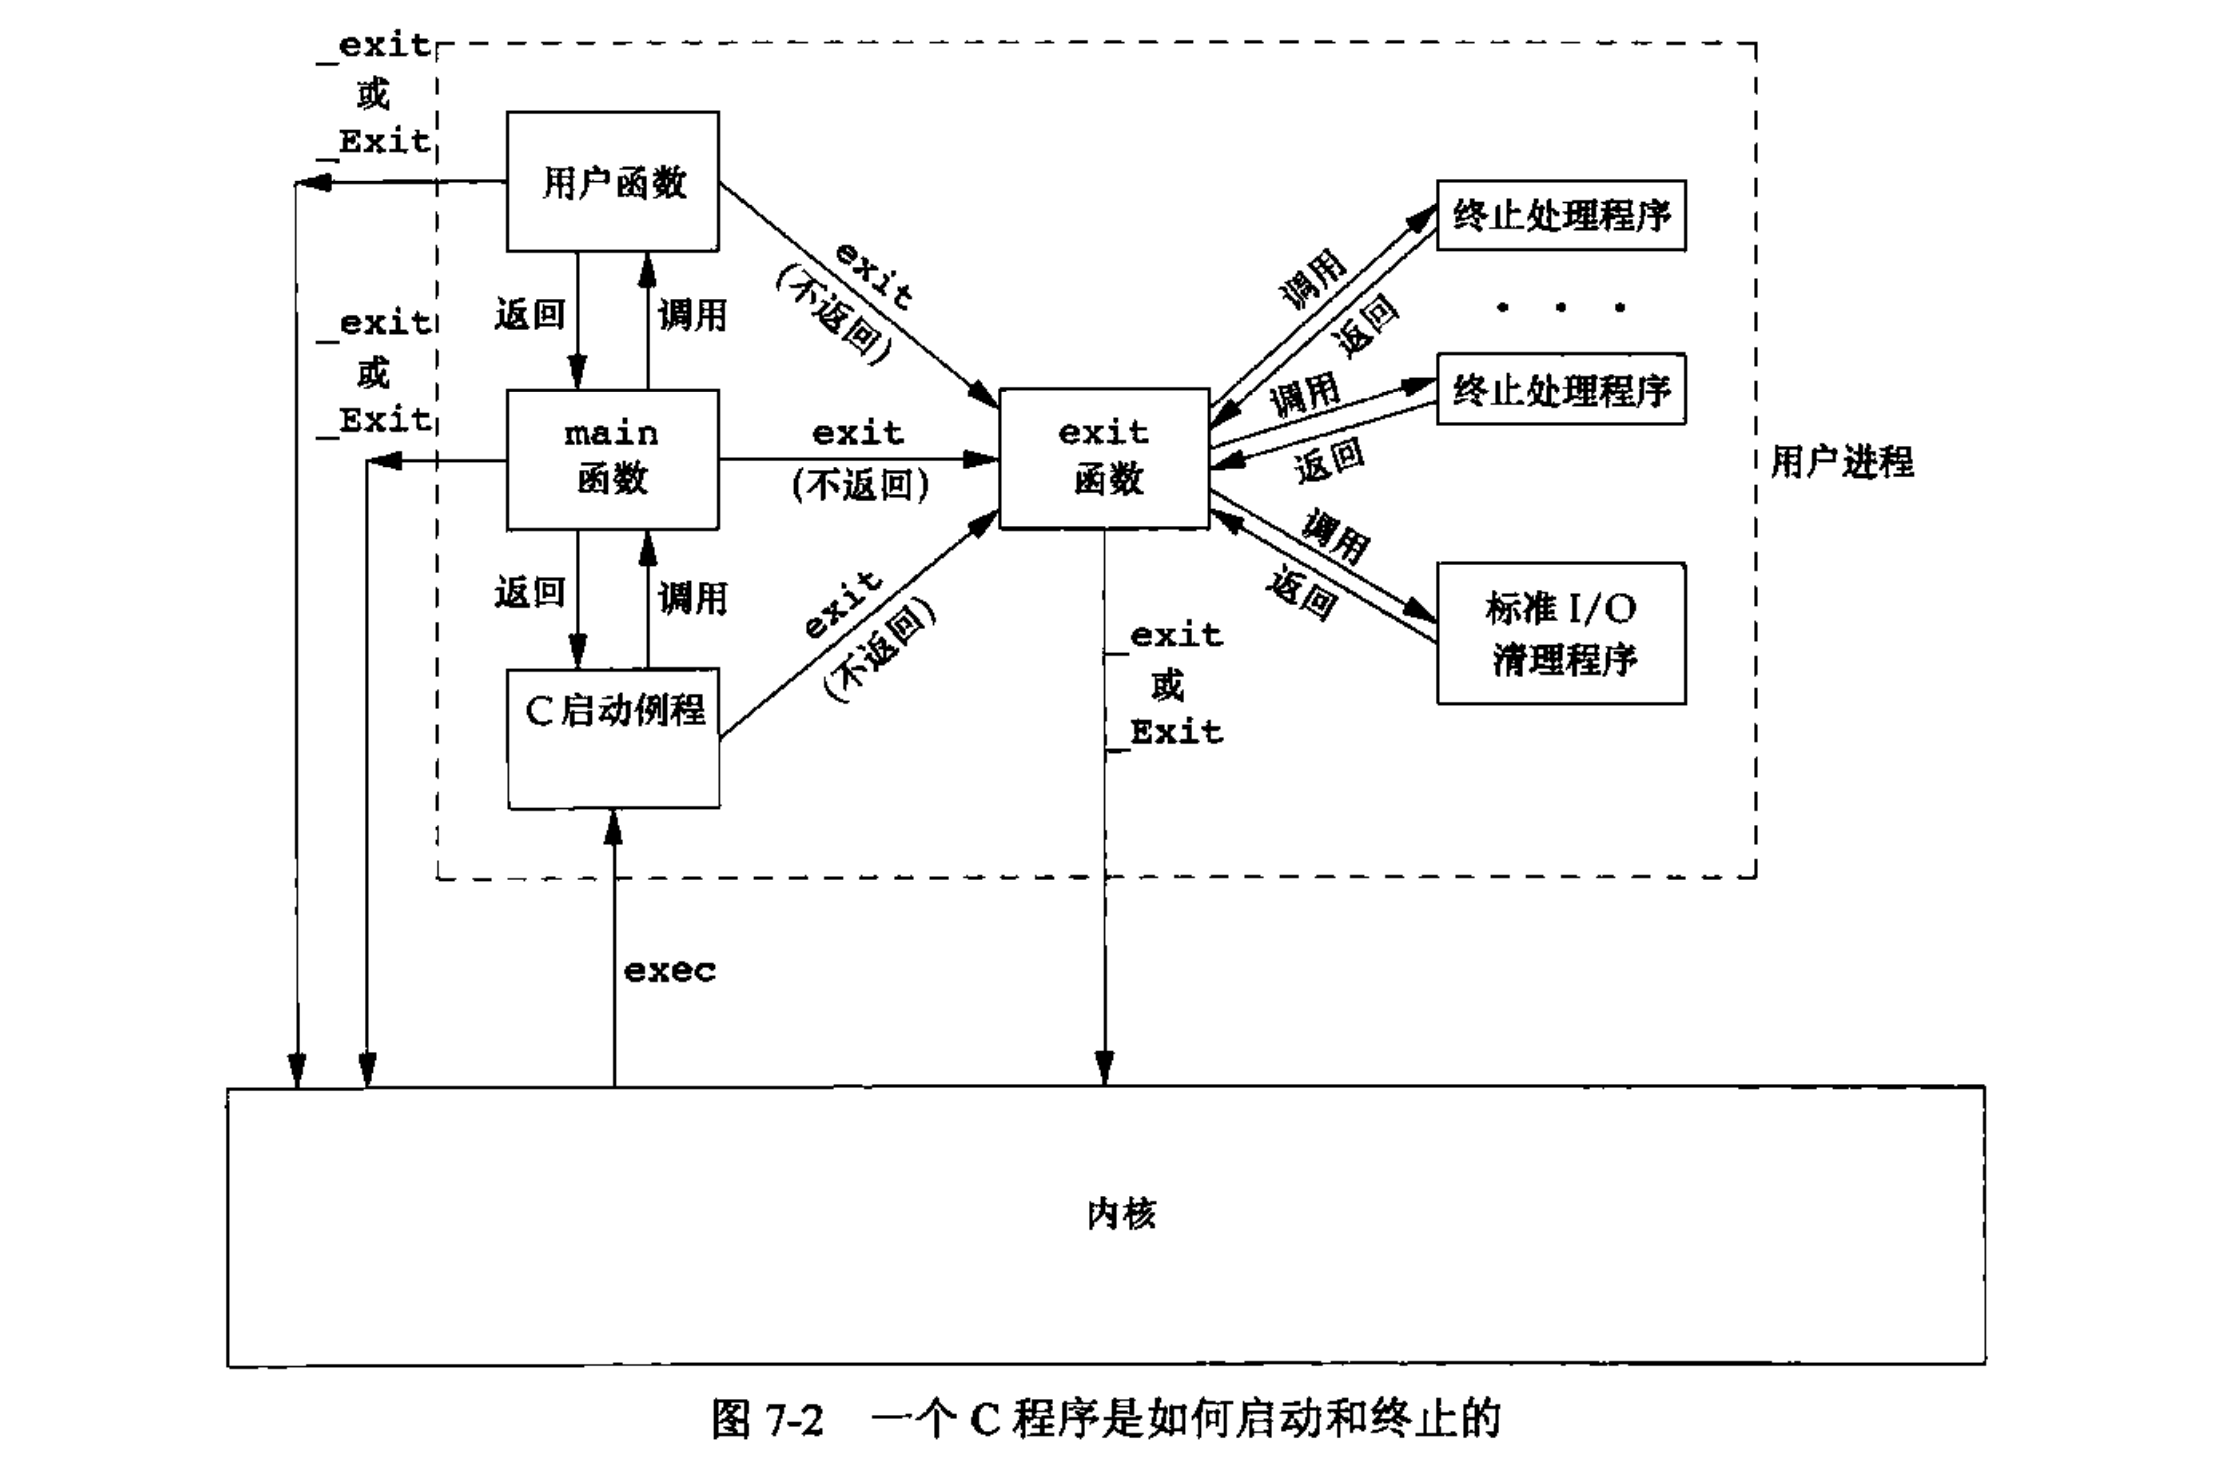 _exit
或
_Exit
用户函数
终止处理程序
exit
(不返回)
调用
返回
· · ·
返回
调用
_exit
或
_Exit
终止处理程序
调用
返回
main
函数
exit
(不返回)
exit
函数
用户进程
调用
返回
返回
调用
exit
(不返回)
标准 I/O
清理程序
_exit
或
_Exit
C 启动例程
exec
内核
图 7-2 一个 C 程序是如何启动和终止的